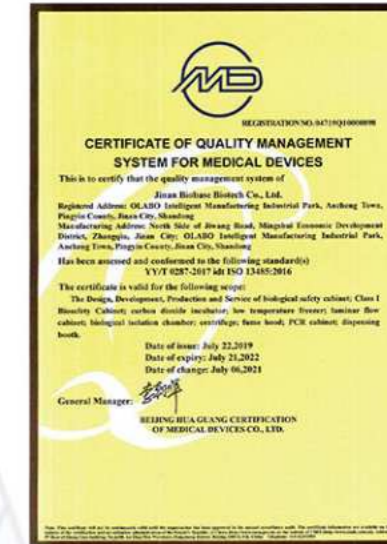 MD
REGISTRATION NO. 04719Q10000098
CERTIFICATE OF QUALITY MANAGEMENT
SYSTEM FOR MEDICAL DEVICES
This is to certify that the quality management system of
Jinan Biobase Biotech Co., Ltd.
Registered Address: OLABO Intelligent Manufacturing Industrial Park, Ancheng Town,
Pingyin County, Jinan City, Shandong
Manufacturing Address: North Side of Jiwang Road, Mingshui Economic Development
District, Zhangqiu, Jinan City; OLABO Intelligent Manufacturing Industrial Park,
Ancheng Town, Pingyin County, Jinan City, Shandong
Has been assessed and conformed to the following standard(s)
YY/T 0287-2017 idt ISO 13485:2016
The certificate is valid for the following scope:
The Design, Development, Production and Service of biological safety cabinet; Class I
Biosafety Cabinet; carbon dioxide incubator; low temperature freezer; laminar flow
cabinet; biological isolation chamber; centrifuge; fume hood; PCR cabinet; dispensing
booth.
Date of issue: July 22,2019
Date of expiry: July 21,2022
Date of change: July 06,2021
General Manager:
BEIJING HUA GUANG CERTIFICATION
OF MEDICAL DEVICES CO., LTD.